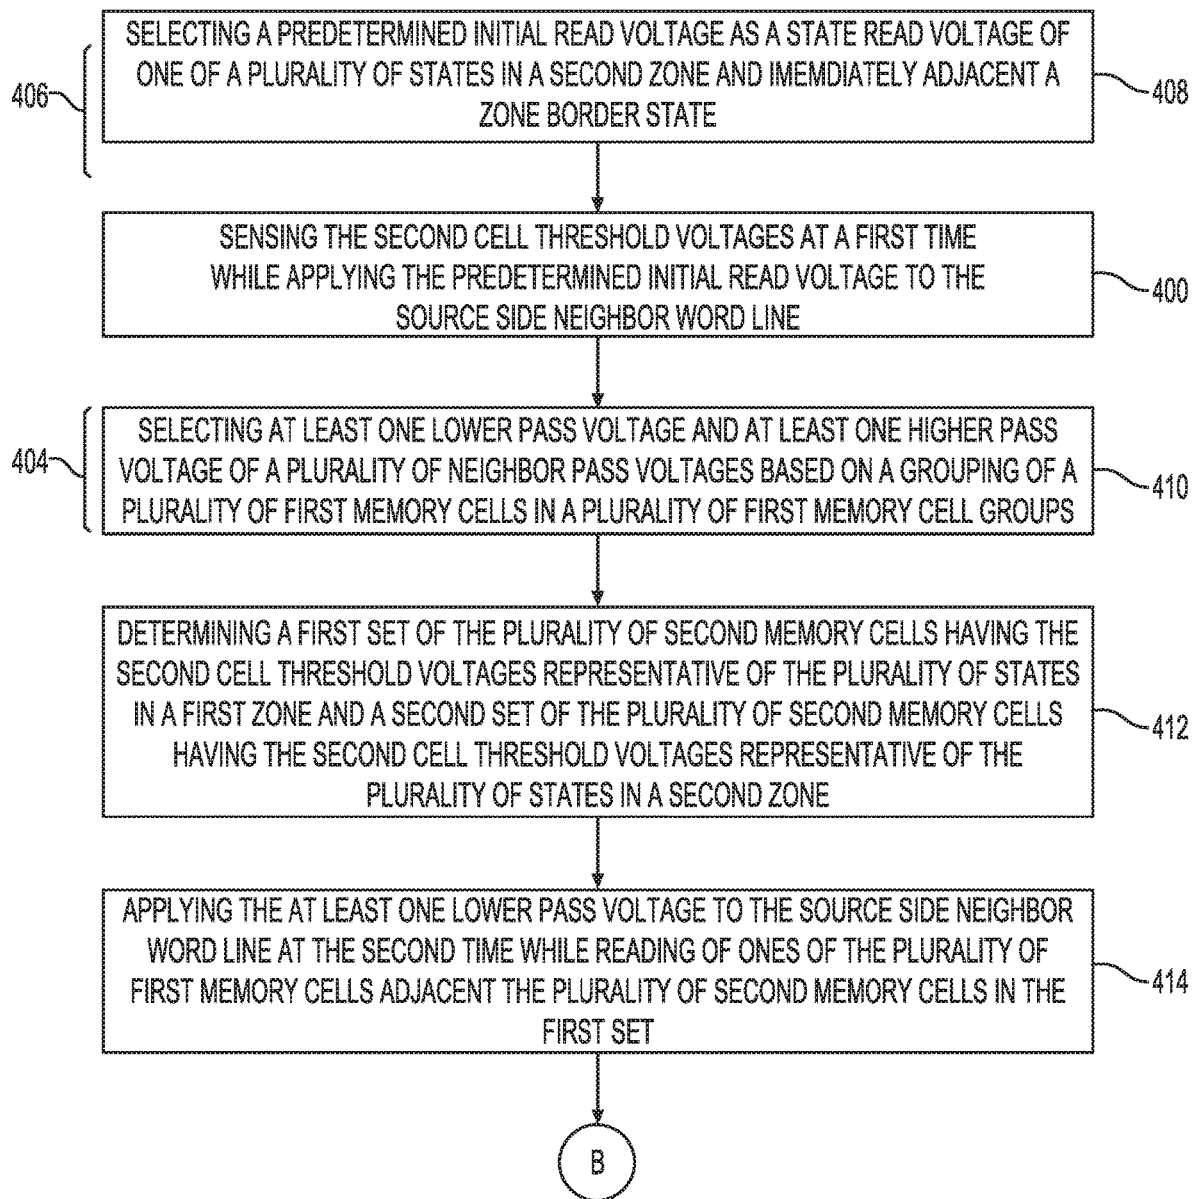 SELECTING A PREDETERMINED INITIAL READ VOLTAGE AS A STATE READ VOLTAGE OF
ONE OF A PLURALITY OF STATES IN A SECOND ZONE AND IMEMDIATELY ADJACENT A
ZONE BORDER STATE
406
408
SENSING THE SECOND CELL THRESHOLD VOLTAGES AT A FIRST TIME
WHILE APPLYING THE PREDETERMINED INITIAL READ VOLTAGE TO THE
SOURCE SIDE NEIGHBOR WORD LINE
400
SELECTING AT LEAST ONE LOWER PASS VOLTAGE AND AT LEAST ONE HIGHER PASS
VOLTAGE OF A PLURALITY OF NEIGHBOR PASS VOLTAGES BASED ON A GROUPING OF A
PLURALITY OF FIRST MEMORY CELLS IN A PLURALITY OF FIRST MEMORY CELL GROUPS
404
410
DETERMINING A FIRST SET OF THE PLURALITY OF SECOND MEMORY CELLS HAVING THE
SECOND CELL THRESHOLD VOLTAGES REPRESENTATIVE OF THE PLURALITY OF STATES
IN A FIRST ZONE AND A SECOND SET OF THE PLURALITY OF SECOND MEMORY CELLS
HAVING THE SECOND CELL THRESHOLD VOLTAGES REPRESENTATIVE OF THE
PLURALITY OF STATES IN A SECOND ZONE
412
APPLYING THE AT LEAST ONE LOWER PASS VOLTAGE TO THE SOURCE SIDE NEIGHBOR
WORD LINE AT THE SECOND TIME WHILE READING OF ONES OF THE PLURALITY OF
FIRST MEMORY CELLS ADJACENT THE PLURALITY OF SECOND MEMORY CELLS IN THE
FIRST SET
414
B